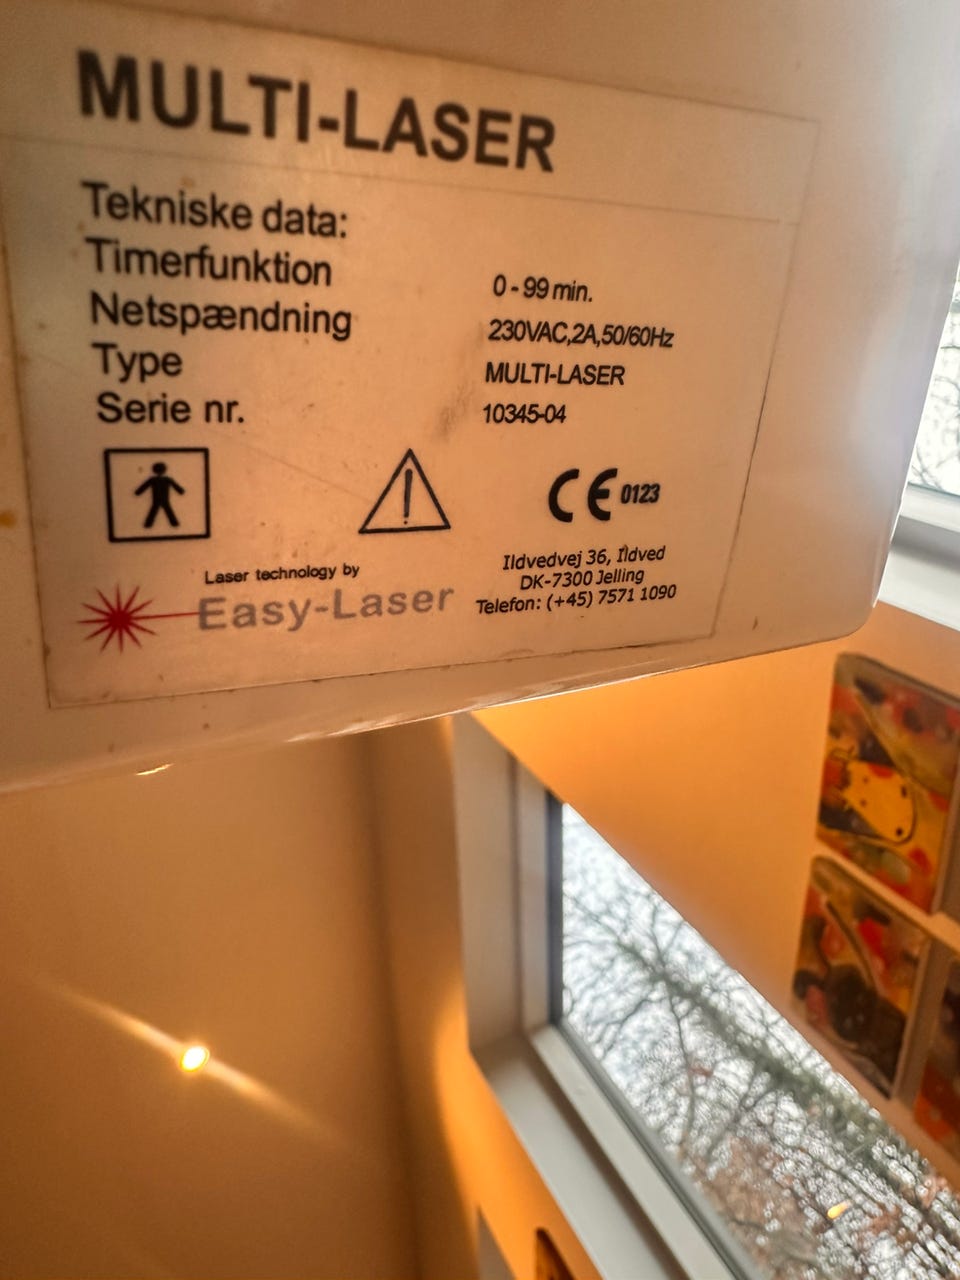 MULTI-LASER
Tekniske data:
Timerfunktion 0 - 99 min.
Netspændning 230VAC,2A,50/60Hz
Type MULTI-LASER
Serie nr. 10345-04
CE 0123
Laser technology by
Easy-Laser
Ildvedvej 36, Ildved
DK-7300 Jelling
Telefon: (+45) 7571 1090